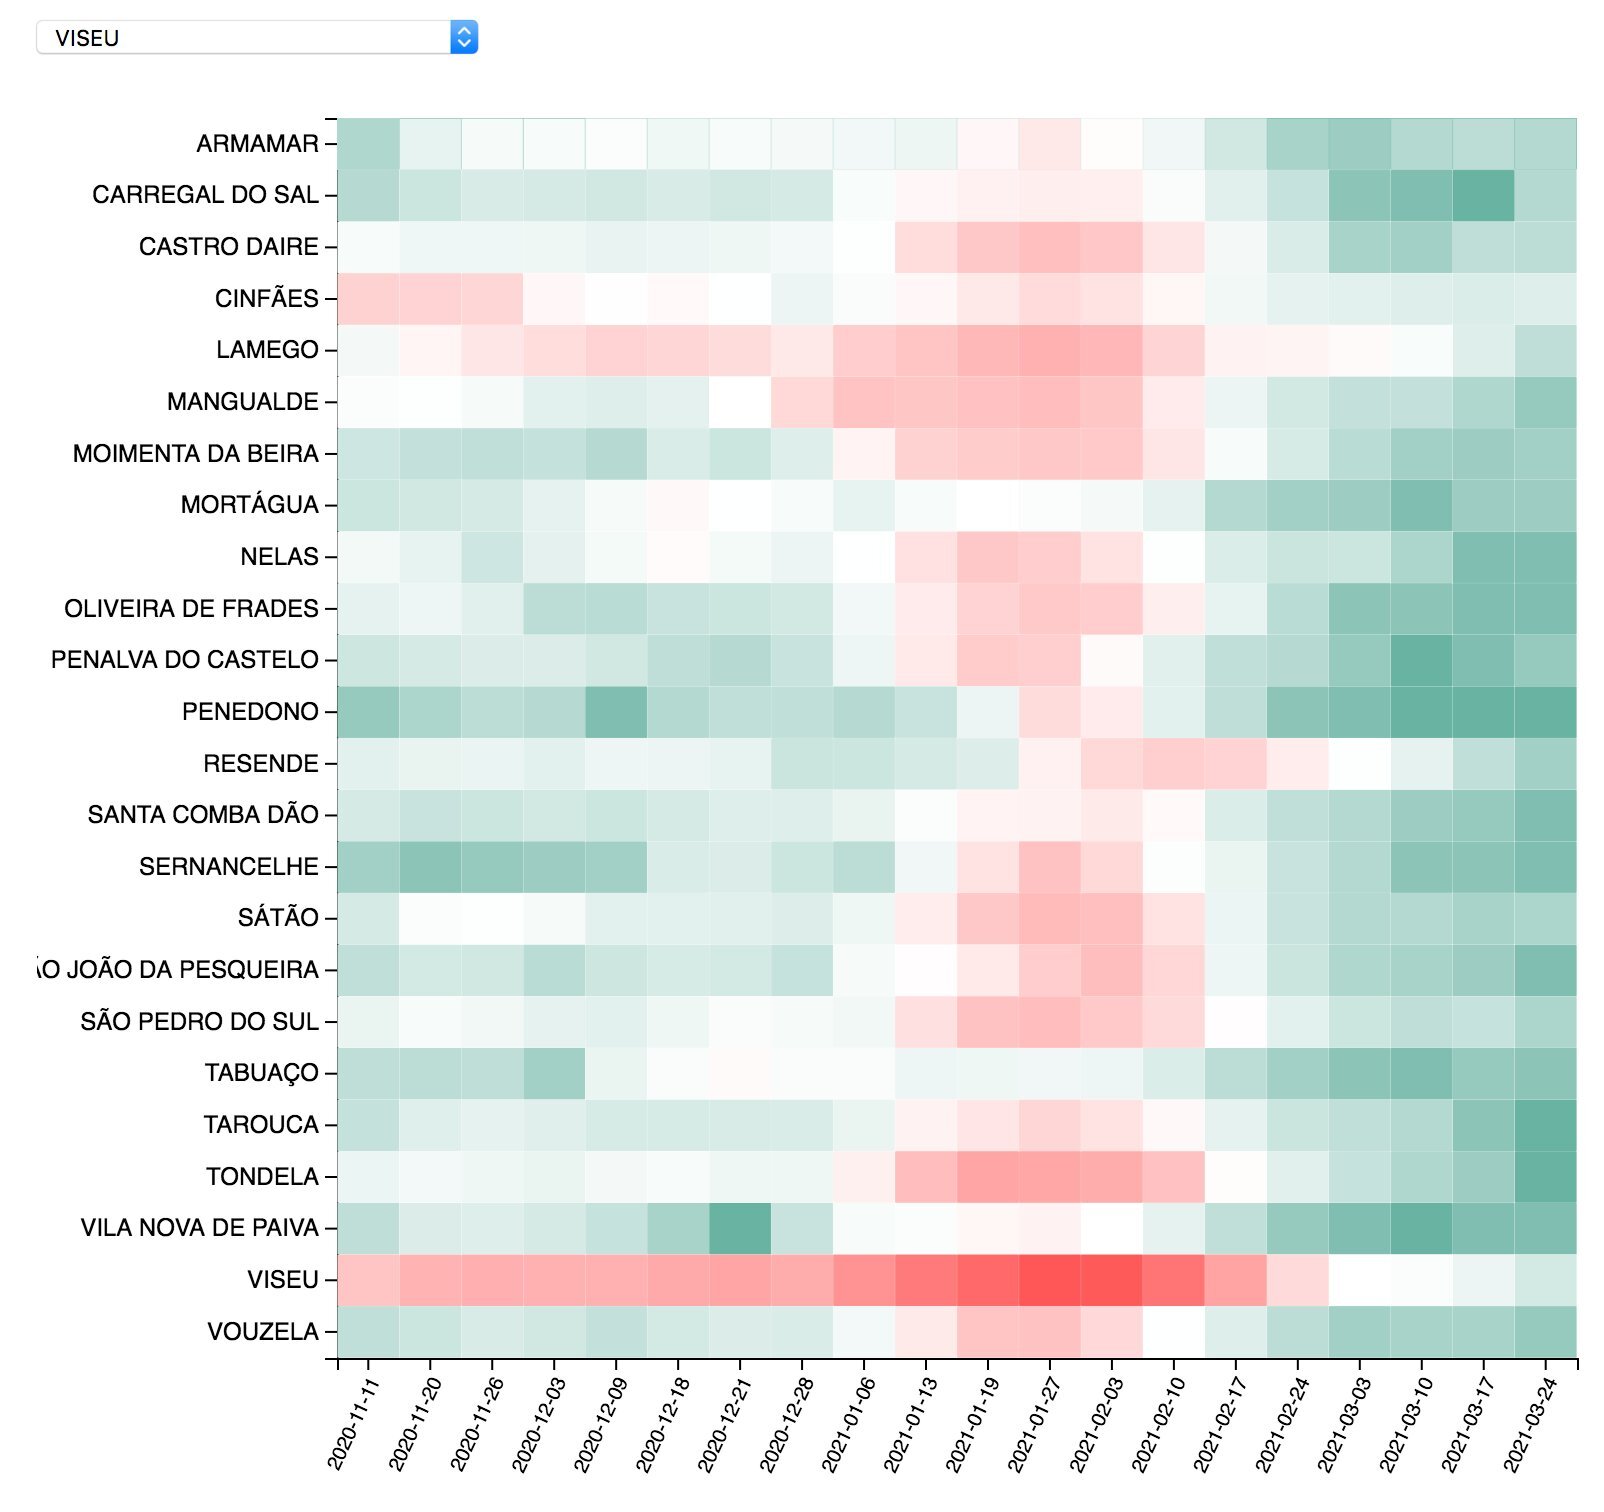 VISEU
ARMAMAR
CARREGAL DO SAL
CASTRO DAIRE
CINFÃES
LAMEGO
MANGUALDE
MOIMENTA DA BEIRA
MORTÁGUA
NELAS
OLIVEIRA DE FRADES
PENALVA DO CASTELO
PENEDONO
RESENDE
SANTA COMBA DÃO
SERNANCELHE
SÁTÃO
ÃO JOÃO DA PESQUEIRA
SÃO PEDRO DO SUL
TABUAÇO
TAROUCA
TONDELA
VILA NOVA DE PAIVA
VISEU
VOUZELA
2020-11-11
2020-11-20
2020-11-26
2020-12-03
2020-12-09
2020-12-18
2020-12-21
2020-12-28
2021-01-06
2021-01-13
2021-01-19
2021-01-27
2021-02-03
2021-02-10
2021-02-17
2021-02-24
2021-03-03
2021-03-10
2021-03-17
2021-03-24